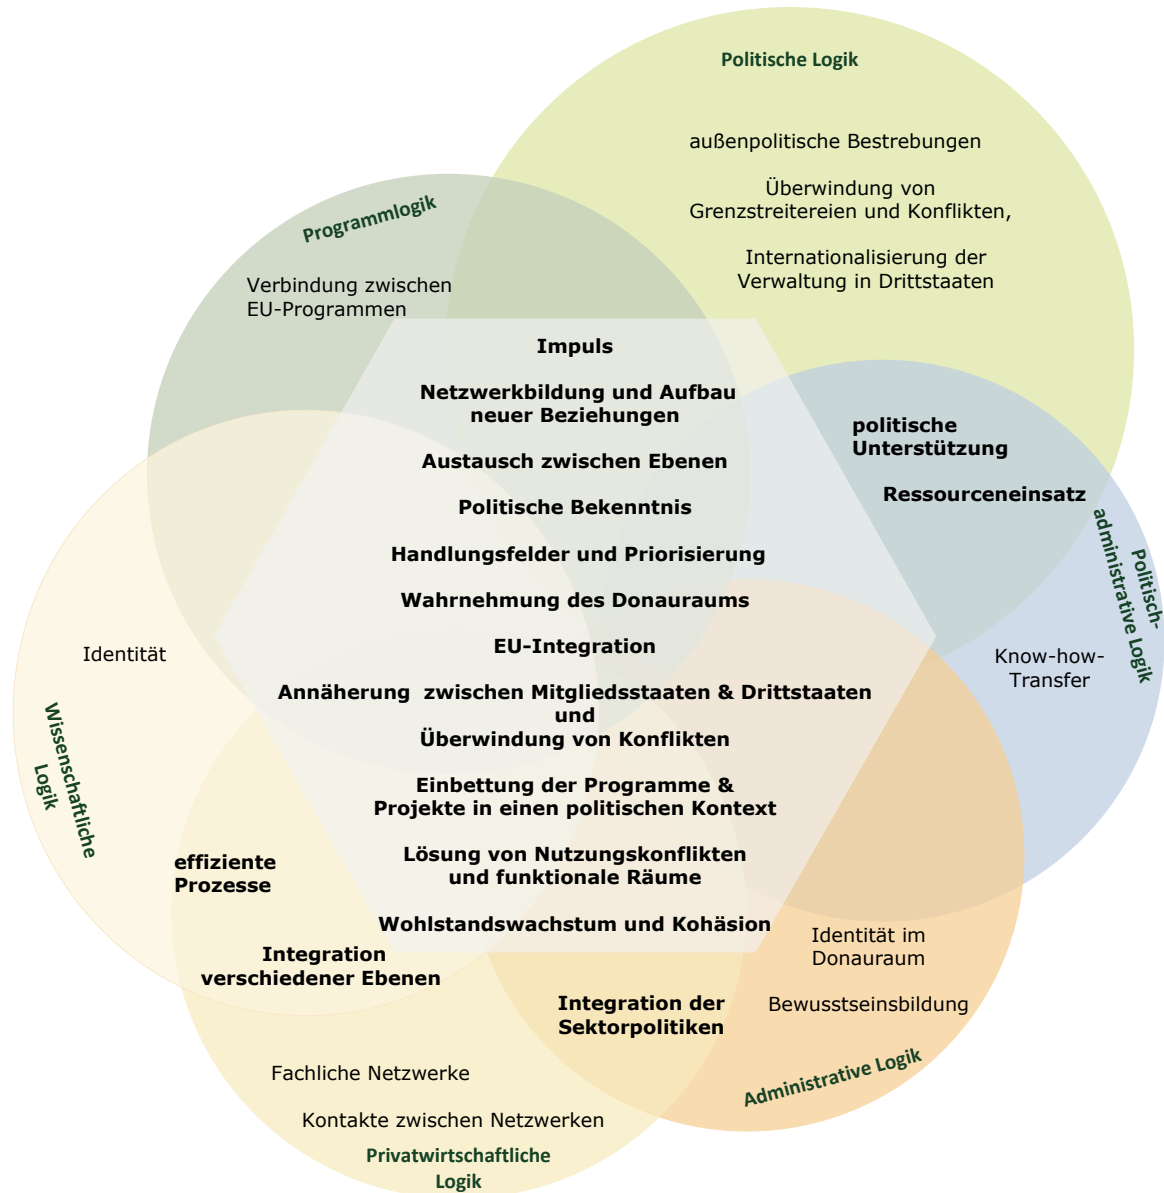 Politische Logik
außenpolitische Bestrebungen
Überwindung von
Grenzstreitereien und Konflikten,
Internationalisierung der
Verwaltung in Drittstaaten
Programmlogik
Verbindung zwischen
EU-Programmen
Impuls
Netzwerkbildung und Aufbau
neuer Beziehungen
Austausch zwischen Ebenen
Politische Bekenntnis
Handlungsfelder und Priorisierung
Wahrnehmung des Donauraums
EU-Integration
Annäherung zwischen Mitgliedsstaaten & Drittstaaten
und
Überwindung von Konflikten
Einbettung der Programme &
Projekte in einen politischen Kontext
Lösung von Nutzungskonflikten
und funktionale Räume
Wohlstandswachstum und Kohäsion
politische
Unterstützung
Ressourceneinsatz
Politisch-
administrative Logik
Know-how-
Transfer
Identität
Wissenschaftliche
Logik
effiziente
Prozesse
Integration
verschiedener Ebenen
Identität im
Donauraum
Bewusstseinsbildung
Integration der
Sektorpolitiken
Administrative Logik
Fachliche Netzwerke
Kontakte zwischen Netzwerken
Privatwirtschaftliche
Logik